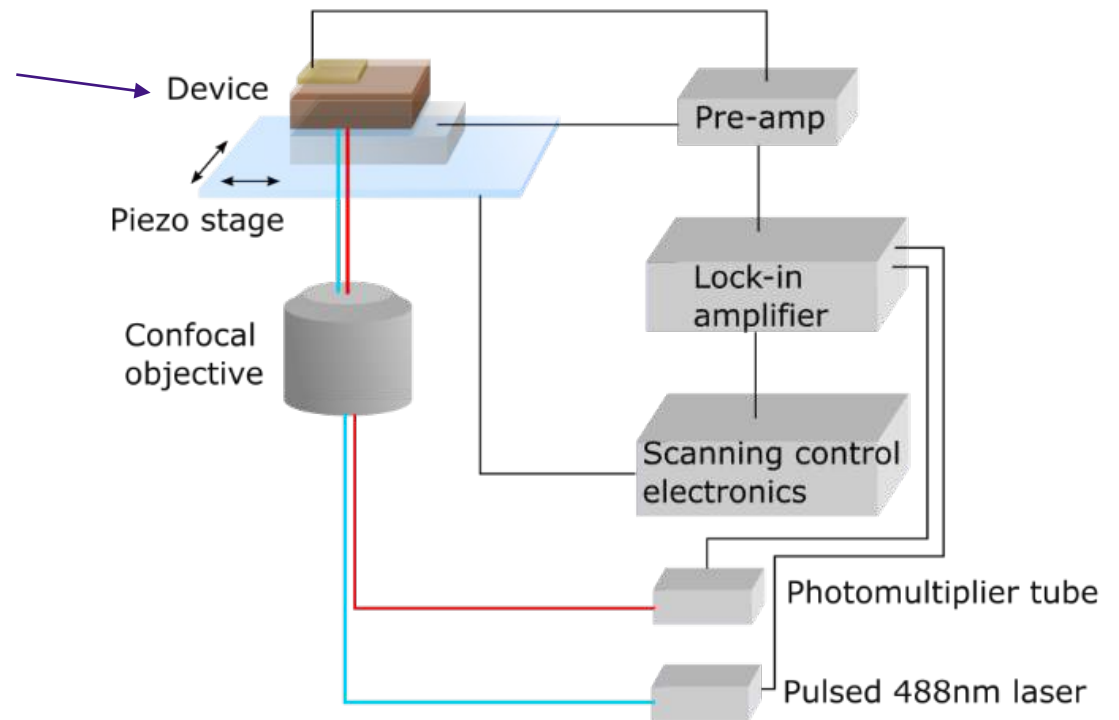 Device
Pre-amp
Piezo stage
Lock-in
amplifier
Confocal
objective
Scanning control
electronics
Photomultiplier tube
Pulsed 488nm laser